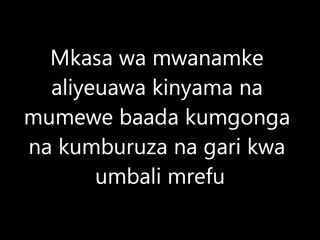 Mkasa wa mwanamke
aliyeuawa kinyama na
mumewe baada kumgonga
na kumburuza na gari kwa
umbali mrefu